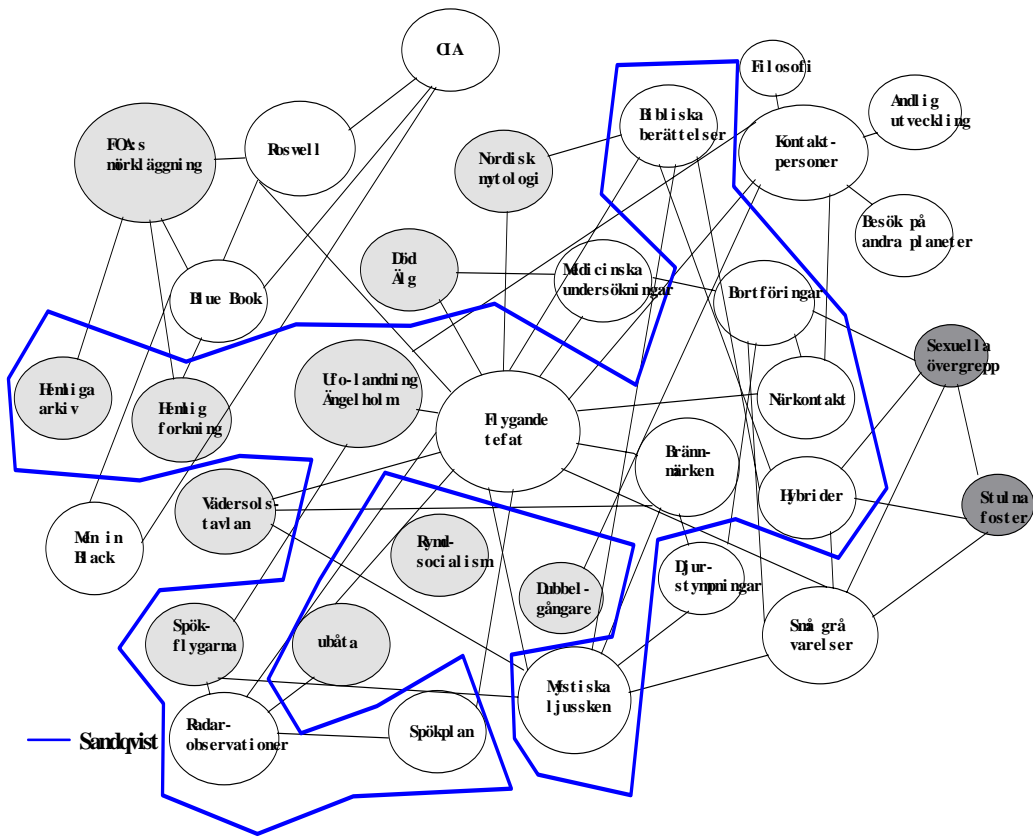 CIA
Filosofi
Bibliska
berättelser
Andlig
utveckling
FOA:s
mörkläggning
Roswell
Kontakt-
personer
Nordisk
mytologi
Besök på
andra planeter
Död
Älg
Medicinska
undersökningar
Blue Book
Bortföringar
Sexuella
övergrepp
Hemliga
arkiv
Hemlig
forkning
Ufo-landning
Ängelholm
Närkontakt
Flygande
tefat
Bränn-
märken
Hybrider
Stulna
foster
Vädersols-
tavlan
Men in
Black
Rymd-
socialism
Djur-
stympningar
Dubbel-
gångare
Små grå
varelser
Spök-
flygarna
ubåta
Mystiska
ljussken
Radar-
observationer
Spökplan
Sandqvist